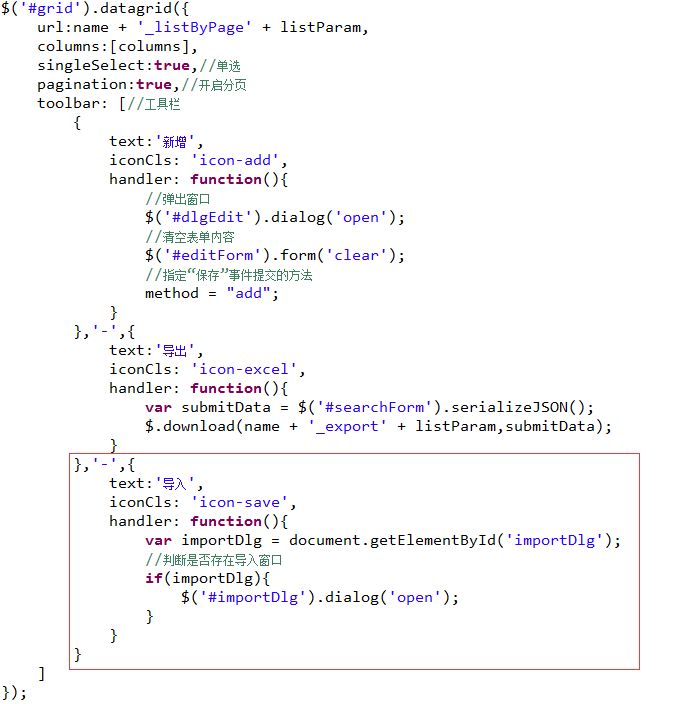 $('#grid').datagrid({
    url:name + '_listByPage' + listParam,
    columns:[columns],
    singleSelect:true,//单选
    pagination:true,//开启分页
    toolbar: [//工具栏
        {
            text:'新增',
            iconCls: 'icon-add',
            handler: function(){
                //弹出窗口
                $('#dlgEdit').dialog('open');
                //清空表单内容
                $('#editForm').form('clear');
                //指定“保存”事件提交的方法
                method = "add";
            }
        },'-',{
            text:'导出',
            iconCls: 'icon-excel',
            handler: function(){
                var submitData = $('#searchForm').serializeJSON();
                $.download(name + '_export' + listParam,submitData);
            }
        },'-',{
            text:'导入',
            iconCls: 'icon-save',
            handler: function(){
                var importDlg = document.getElementById('importDlg');
                //判断是否存在导入窗口
                if(importDlg){
                    $('#importDlg').dialog('open');
                }
            }
        }
    ]
});